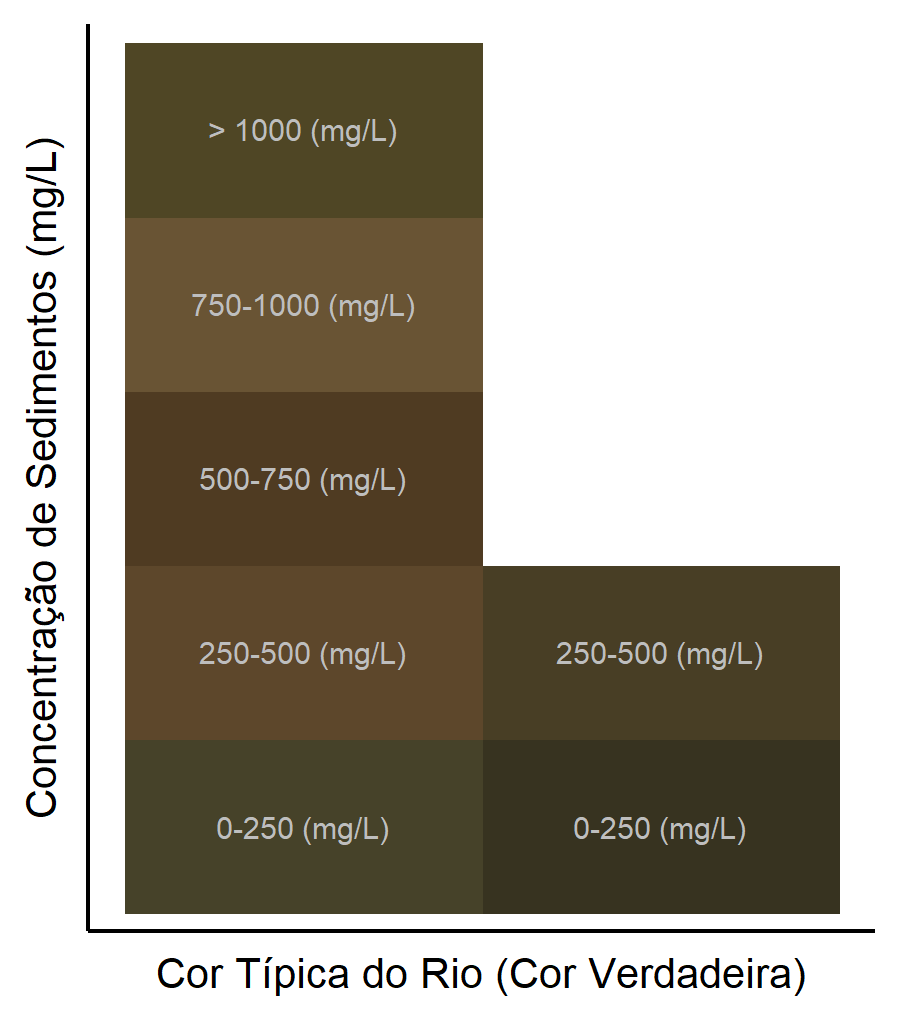 Concentração de Sedimentos (mg/L)
> 1000 (mg/L)
750-1000 (mg/L)
500-750 (mg/L)
250-500 (mg/L)
250-500 (mg/L)
0-250 (mg/L)
0-250 (mg/L)
Cor Típica do Rio (Cor Verdadeira)